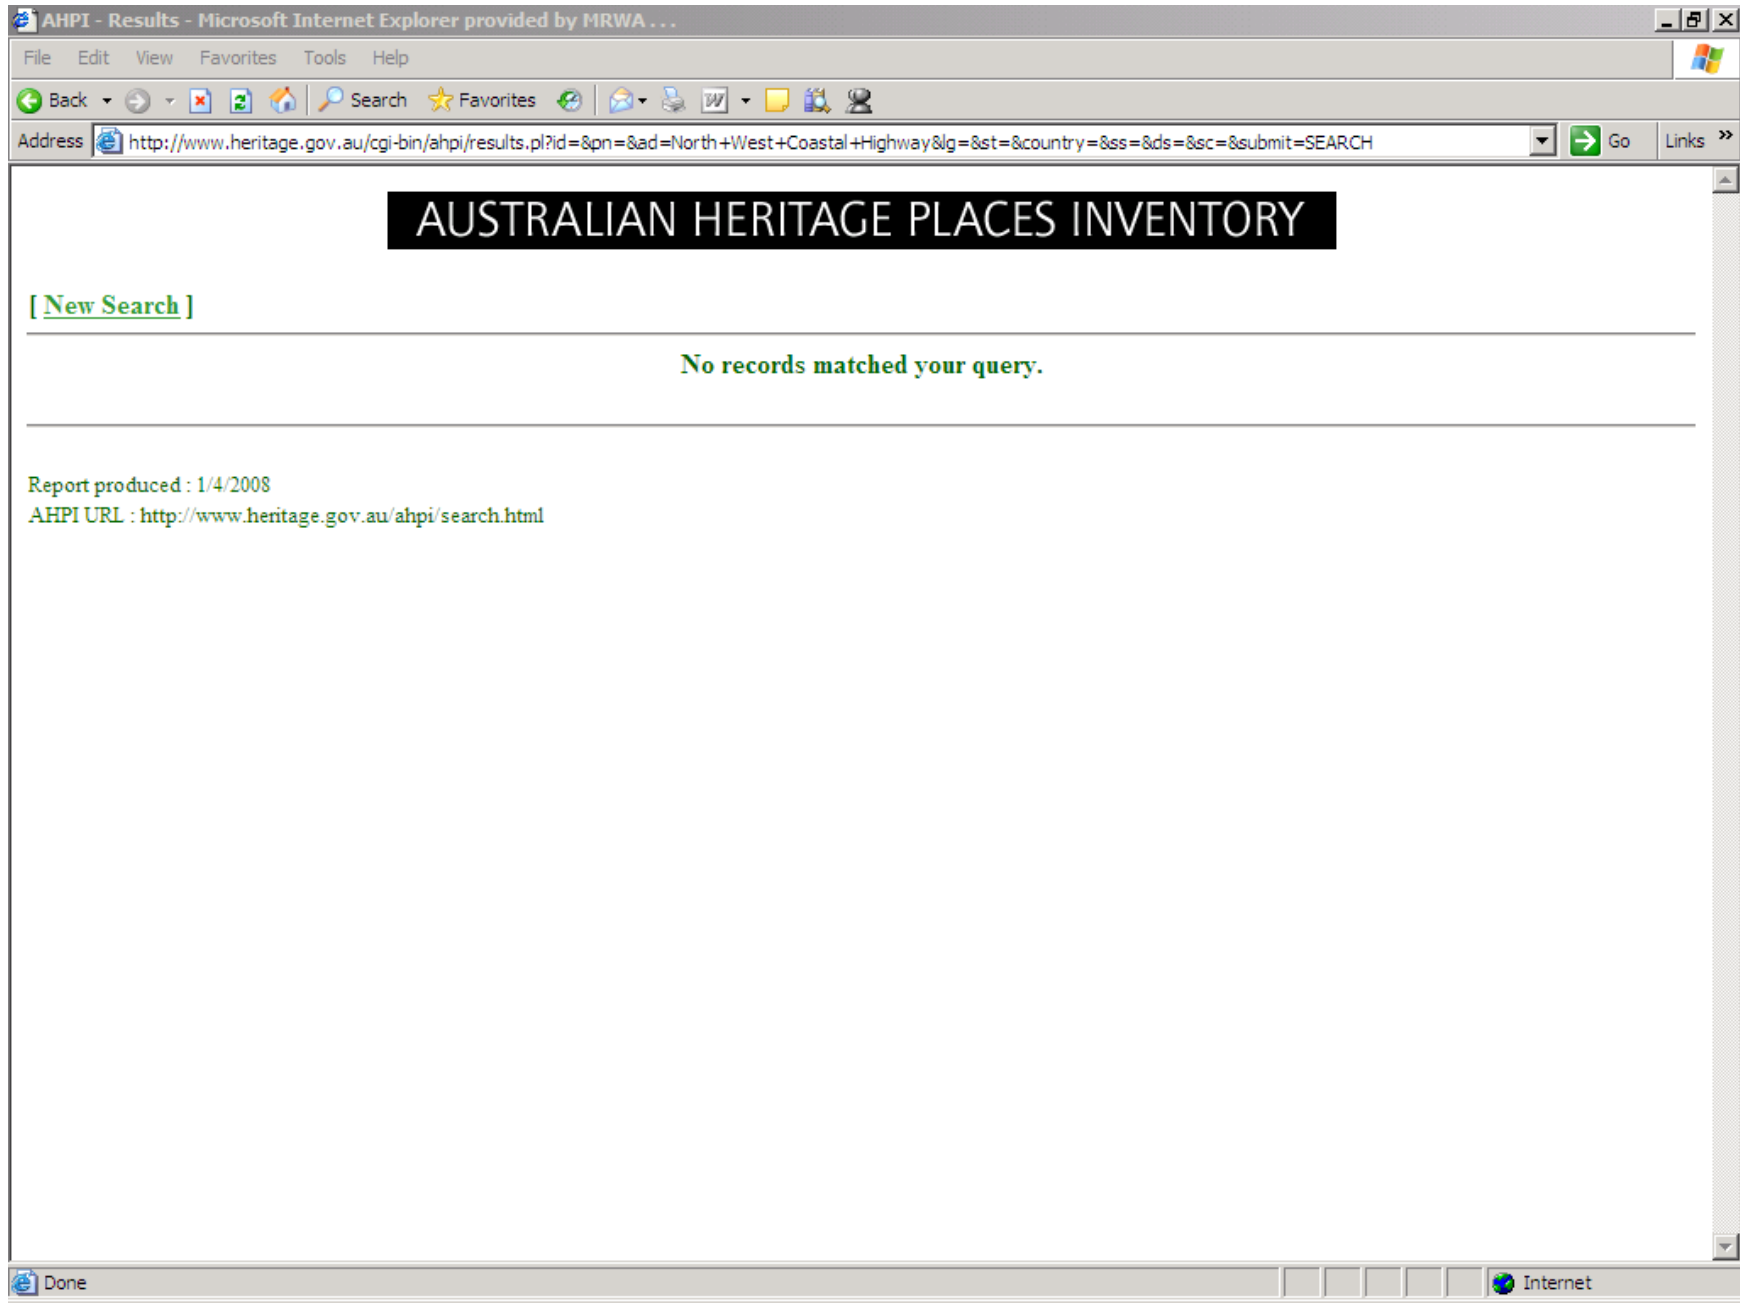 AHPI - Results - Microsoft Internet Explorer provided by MRWA . . .
File Edit View Favorites Tools Help
Back Search Favorites
Address http://www.heritage.gov.au/cgi-bin/ahpi/results.pl?id=&pn=&ad=North+West+Coastal+Highway&lg=&st=&country=&ss=&ds=&sc=&submit=SEARCH Go Links »
AUSTRALIAN HERITAGE PLACES INVENTORY
[ New Search ]
No records matched your query.
Report produced : 1/4/2008
AHPI URL : http://www.heritage.gov.au/ahpi/search.html
Done Internet